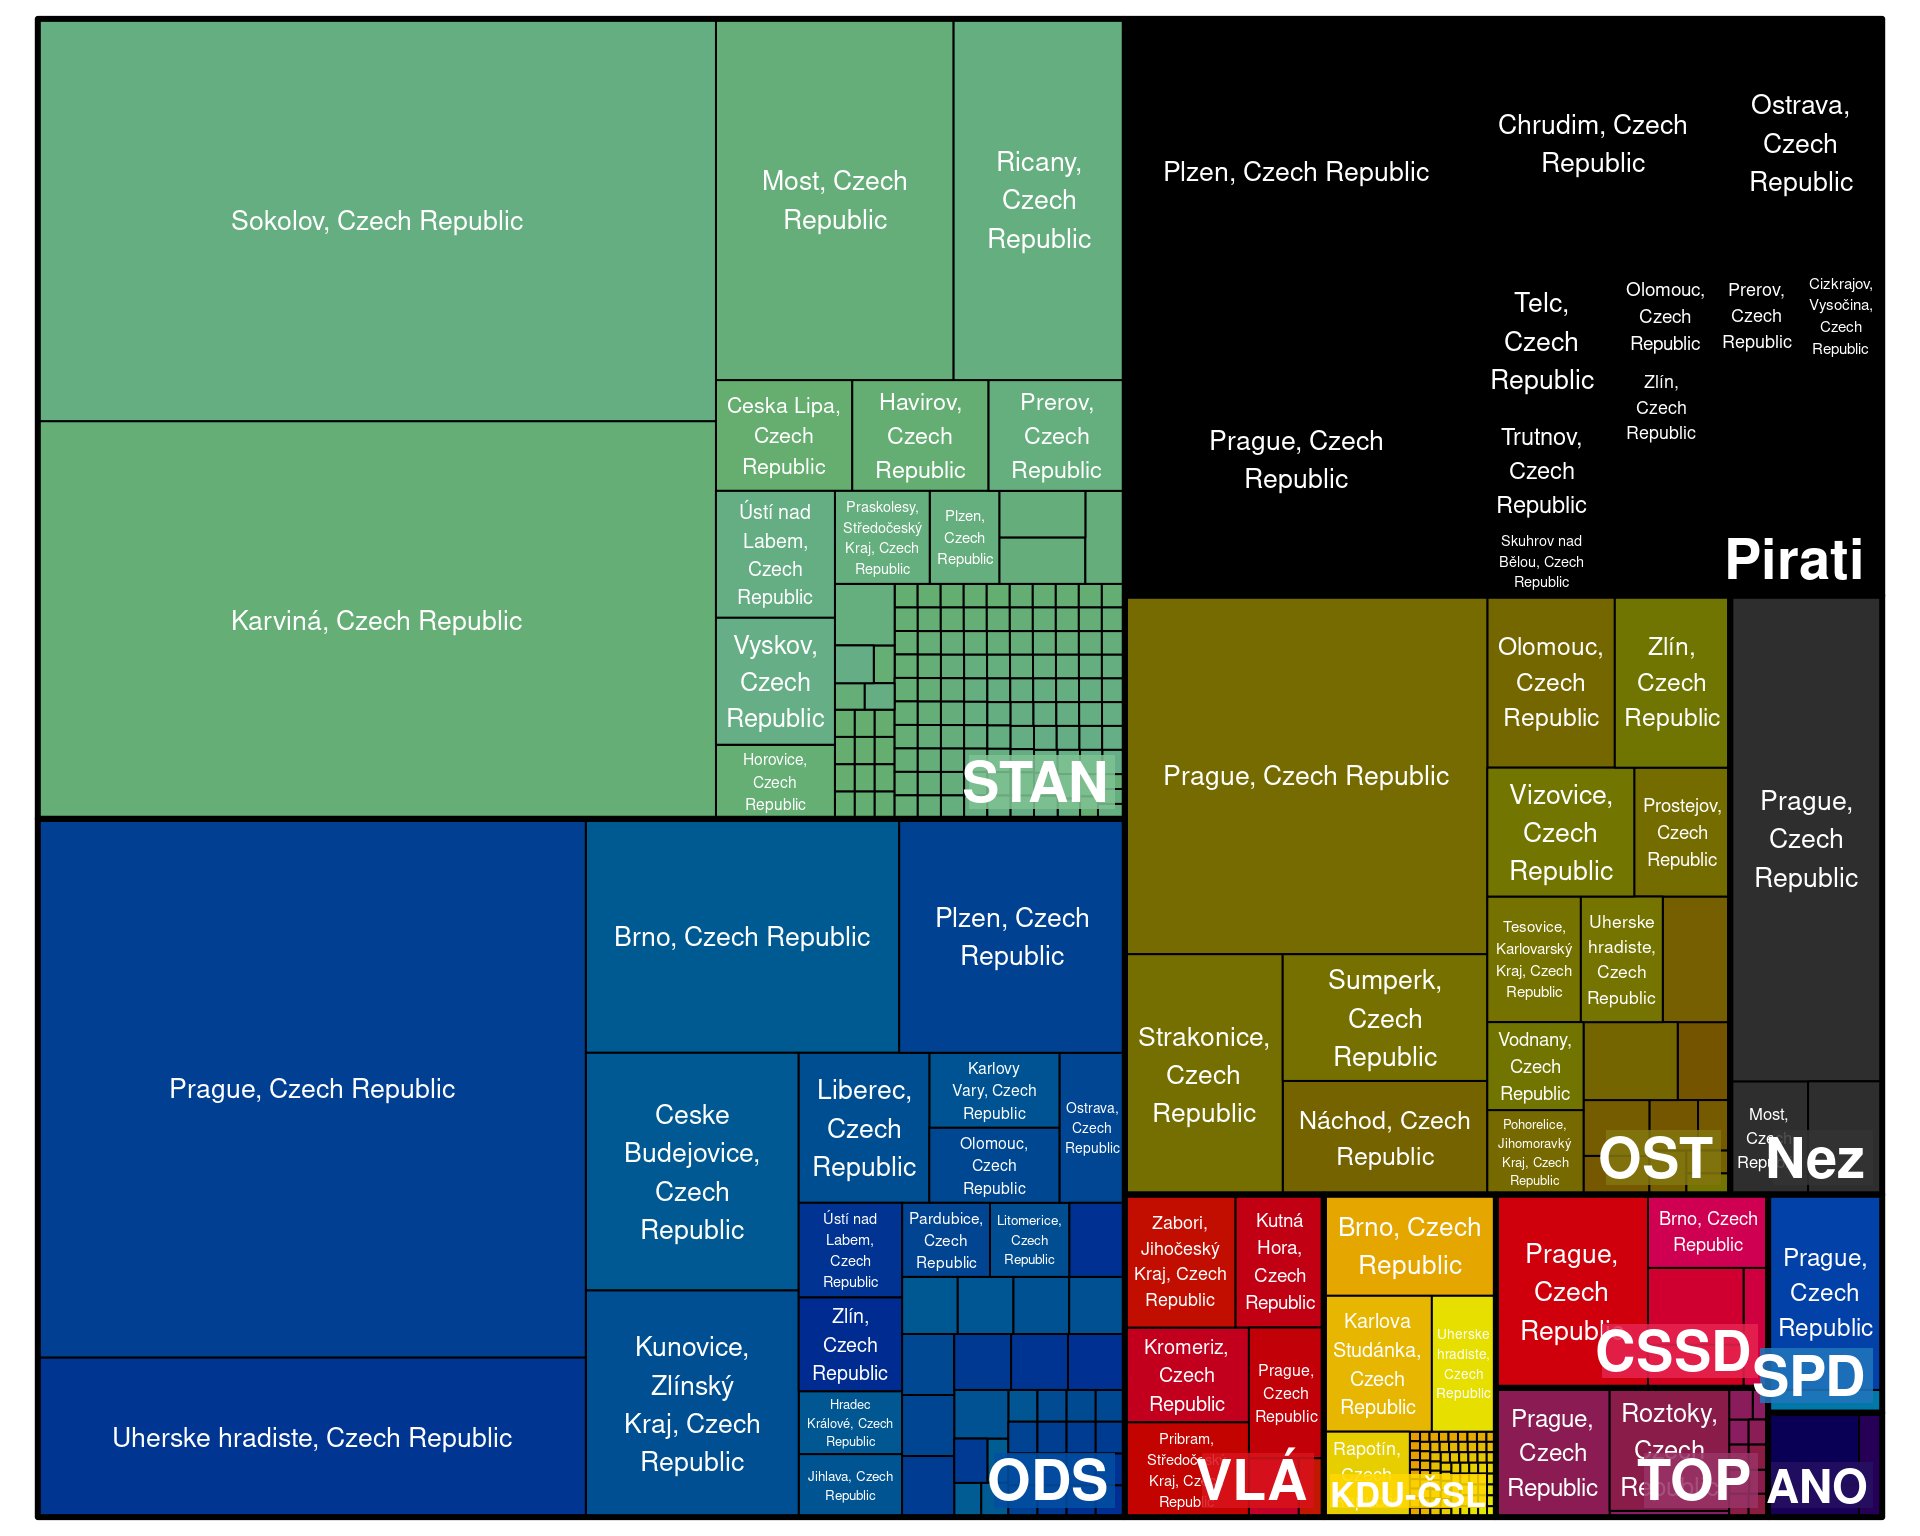 Sokolov, Czech Republic
Karviná, Czech Republic
Most, Czech
Republic
Ricany,
Czech
Republic
Ceska Lipa,
Czech
Republic
Havirov,
Czech
Republic
Prerov,
Czech
Republic
Ústí nad
Labem,
Czech
Republic
Praskolesy,
Středočeský
Kraj, Czech
Republic
Plzen,
Czech
Republic
Vyskov,
Czech
Republic
Horovice,
Czech
Republic
STAN
Plzen, Czech Republic
Chrudim, Czech
Republic
Ostrava,
Czech
Republic
Prague, Czech
Republic
Telc,
Czech
Republic
Olomouc,
Czech
Republic
Prerov,
Czech
Republic
Cizkrajov,
Vysočina,
Czech
Republic
Zlín,
Czech
Republic
Trutnov,
Czech
Republic
Skuhrov nad
Bělou, Czech
Republic
Pirati
Prague, Czech Republic
Uherske hradiste, Czech Republic
Brno, Czech Republic
Plzen, Czech
Republic
Ceske
Budejovice,
Czech
Republic
Kunovice,
Zlínský
Kraj, Czech
Republic
Liberec,
Czech
Republic
Karlovy
Vary, Czech
Republic
Olomouc,
Czech
Republic
Ostrava,
Czech
Republic
Ústí nad
Labem,
Czech
Republic
Pardubice,
Czech
Republic
Litomerice,
Czech
Republic
Zlín,
Czech
Republic
Hradec
Králové, Czech
Republic
Jihlava, Czech
Republic
ODS
Prague, Czech Republic
Olomouc,
Czech
Republic
Zlín,
Czech
Republic
Vizovice,
Czech
Republic
Prostejov,
Czech
Republic
Strakonice,
Czech
Republic
Sumperk,
Czech
Republic
Náchod, Czech
Republic
Tesovice,
Karlovarský
Kraj, Czech
Republic
Uherske
hradiste,
Czech
Republic
Vodnany,
Czech
Republic
Pohorelice,
Jihomoravký
Kraj, Czech
Republic
OST
Prague,
Czech
Republic
Most,
Czech
Republic
Nez
Zabori,
Jihočeský
Kraj, Czech
Republic
Kutná
Hora,
Czech
Republic
Kromeriz,
Czech
Republic
Prague,
Czech
Republic
Pribram,
Středočeský
Kraj, Czech
Republic
VLÁ
Brno, Czech
Republic
Karlova
Studánka,
Czech
Republic
Uherske
hradiste,
Czech
Republic
Rapotín,
Czech
KDU-ČSL
Prague,
Czech
Republic
Brno, Czech
Republic
CSSD
Prague,
Czech
Republic
SPD
Prague,
Czech
Republic
Roztoky,
Czech
Republic
TOP
ANO